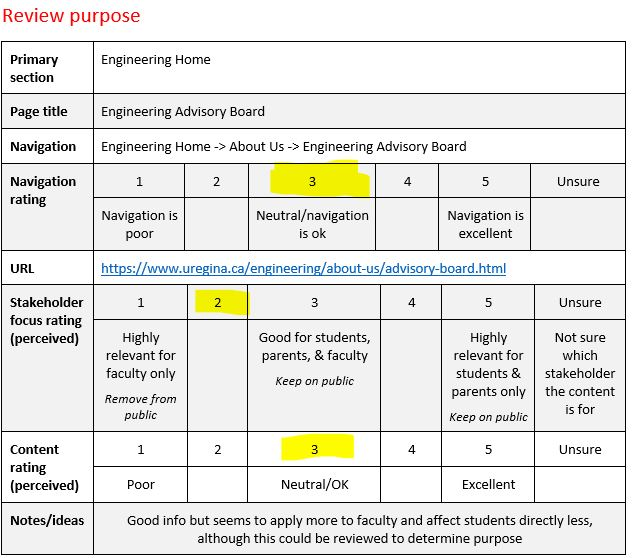 Review purpose
Primary section
Engineering Home
Page title
Engineering Advisory Board
Navigation
Engineering Home -> About Us -> Engineering Advisory Board
Navigation rating
1 2 3 4 5 Unsure
Navigation is poor
Neutral/navigation is ok
Navigation is excellent
URL
https://www.uregina.ca/engineering/about-us/advisory-board.html
Stakeholder focus rating (perceived)
1 2 3 4 5 Unsure
Highly relevant for faculty only
Remove from public
Good for students, parents, & faculty
Keep on public
Highly relevant for students & parents only
Keep on public
Not sure which stakeholder the content is for
Content rating (perceived)
1 2 3 4 5 Unsure
Poor
Neutral/OK
Excellent
Notes/ideas
Good info but seems to apply more to faculty and affect students directly less,
although this could be reviewed to determine purpose